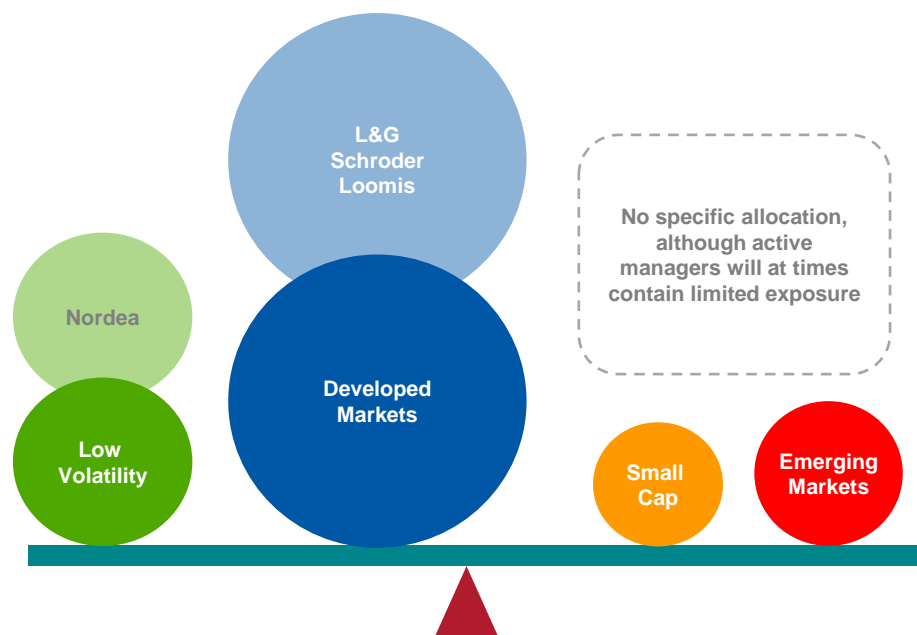 L&G
Schroder
Loomis
No specific allocation,
although active
managers will at times
contain limited exposure
Nordea
Developed
Markets
Low
Volatility
Small
Cap
Emerging
Markets